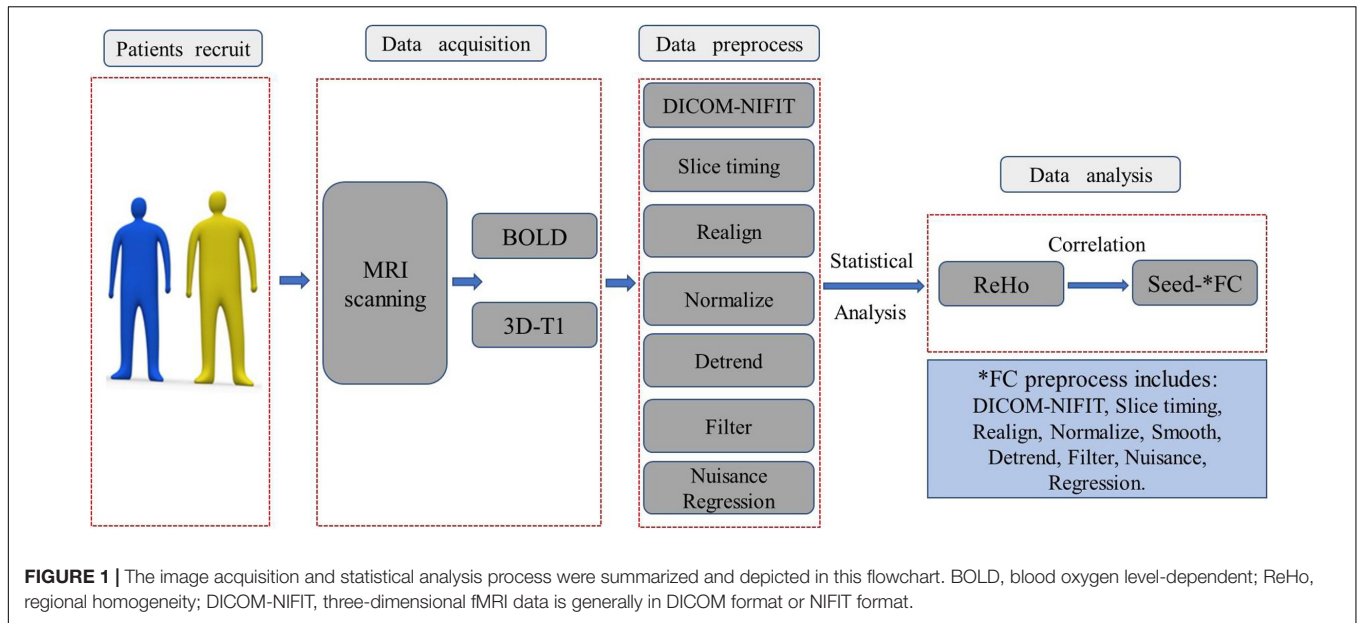 Patients recruit
Data acquisition
Data preprocess
MRI
scanning
BOLD
3D-T1
DICOM-NIFIT
Slice timing
Realign
Normalize
Detrend
Filter
Nuisance
Regression
Statistical
Analysis
Data analysis
Correlation
ReHo
Seed-*FC
*FC preprocess includes:
DICOM-NIFIT, Slice timing,
Realign, Normalize, Smooth,
Detrend, Filter, Nuisance,
Regression.
FIGURE 1 | The image acquisition and statistical analysis process were summarized and depicted in this flowchart. BOLD, blood oxygen level-dependent; ReHo,
regional homogeneity; DICOM-NIFIT, three-dimensional fMRI data is generally in DICOM format or NIFIT format.